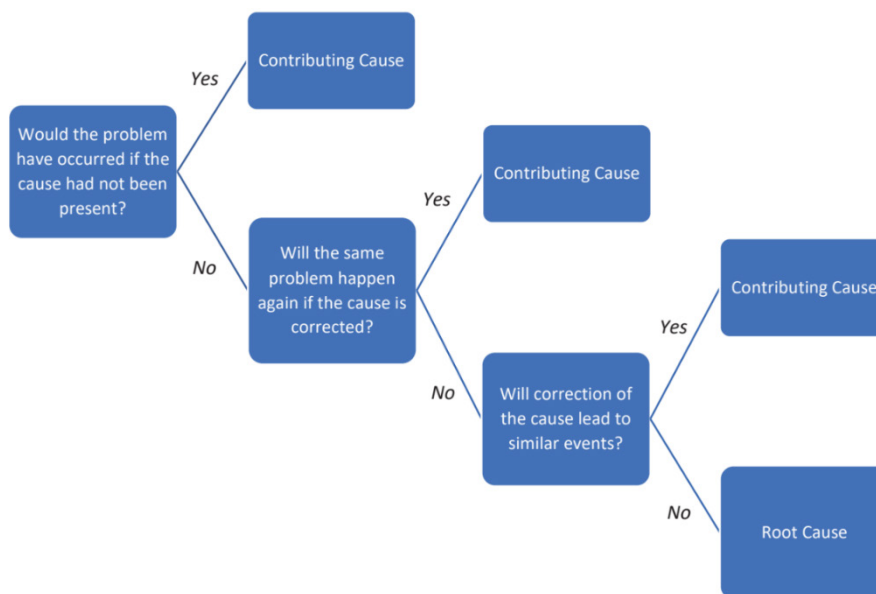 Contributing Cause
Yes
Would the problem
have occurred if the
cause had not been
present?
No
Contributing Cause
Yes
Will the same
problem happen
again if the cause is
corrected?
No
Contributing Cause
Yes
Will correction of
the cause lead to
similar events?
No
Root Cause